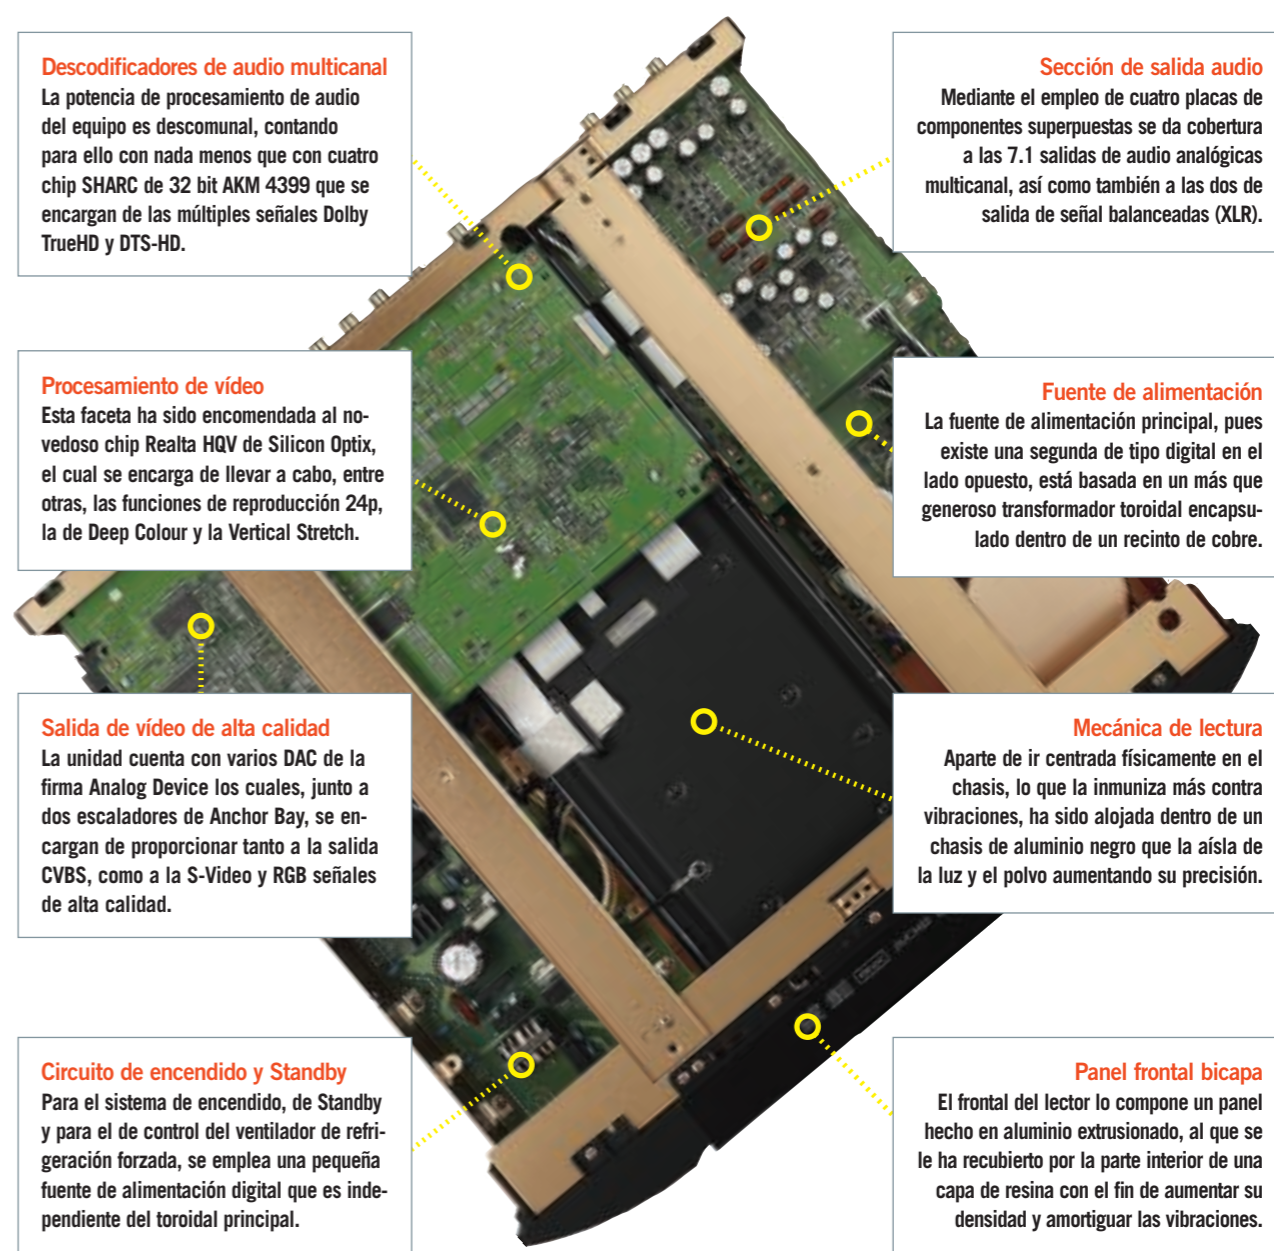 Descodificadores de audio multicanal
La potencia de procesamiento de audio
del equipo es descomunal, contando
para ello con nada menos que con cuatro
chip SHARC de 32 bit AKM 4399 que se
encargan de las múltiples señales Dolby
TrueHD y DTS-HD.
Sección de salida audio
Mediante el empleo de cuatro placas de
componentes superpuestas se da cobertura
a las 7.1 salidas de audio analógicas
multicanal, así como también a las dos de
salida de señal balanceadas (XLR).
Procesamiento de vídeo
Esta faceta ha sido encomendada al no-
vedoso chip Realta HQV de Silicon Optix,
el cual se encarga de llevar a cabo, entre
otras, las funciones de reproducción 24p,
la de Deep Colour y la Vertical Stretch.
Fuente de alimentación
La fuente de alimentación principal, pues
existe una segunda de tipo digital en el
lado opuesto, está basada en un más que
generoso transformador toroidal encapsu-
lado dentro de un recinto de cobre.
Salida de vídeo de alta calidad
La unidad cuenta con varios DAC de la
firma Analog Device los cuales, junto a
dos escaladores de Anchor Bay, se en-
cargan de proporcionar tanto a la salida
CVBS, como a la S-Video y RGB señales
de alta calidad.
Mecánica de lectura
Aparte de ir centrada físicamente en el
chasis, lo que la inmuniza más contra
vibraciones, ha sido alojada dentro de un
chasis de aluminio negro que la aísla de
la luz y el polvo aumentando su precisión.
Circuito de encendido y Standby
Para el sistema de encendido, de Standby
y para el de control del ventilador de refri-
geración forzada, se emplea una pequeña
fuente de alimentación digital que es inde-
pendiente del toroidal principal.
Panel frontal bicapa
El frontal del lector lo compone un panel
hecho en aluminio extrusionado, al que se
le ha recubierto por la parte interior de una
capa de resina con el fin de aumentar su
densidad y amortiguar las vibraciones.